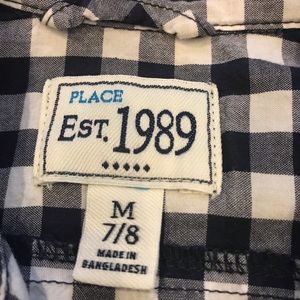 PLACE
EST. 1989
M
7/8
MADE IN
BANGLADESH